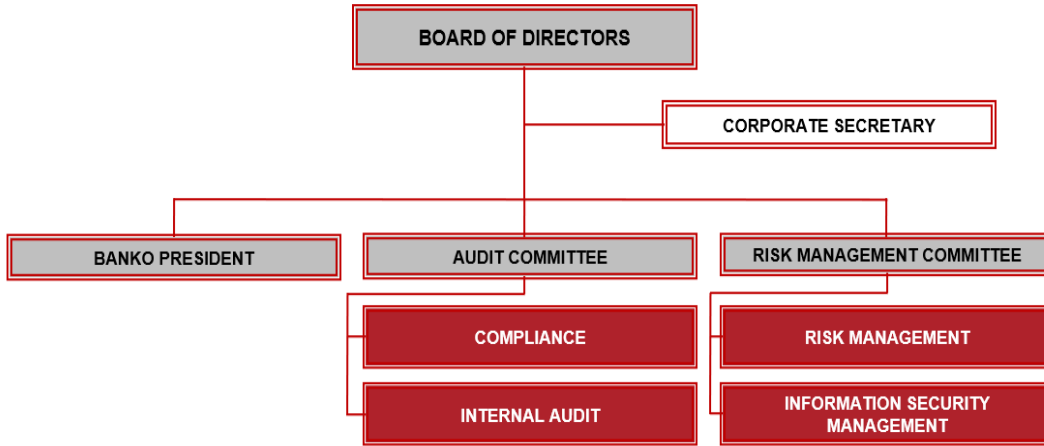 BOARD OF DIRECTORS
CORPORATE SECRETARY
BANKO PRESIDENT
AUDIT COMMITTEE
RISK MANAGEMENT COMMITTEE
COMPLIANCE
RISK MANAGEMENT
INTERNAL AUDIT
INFORMATION SECURITY
MANAGEMENT